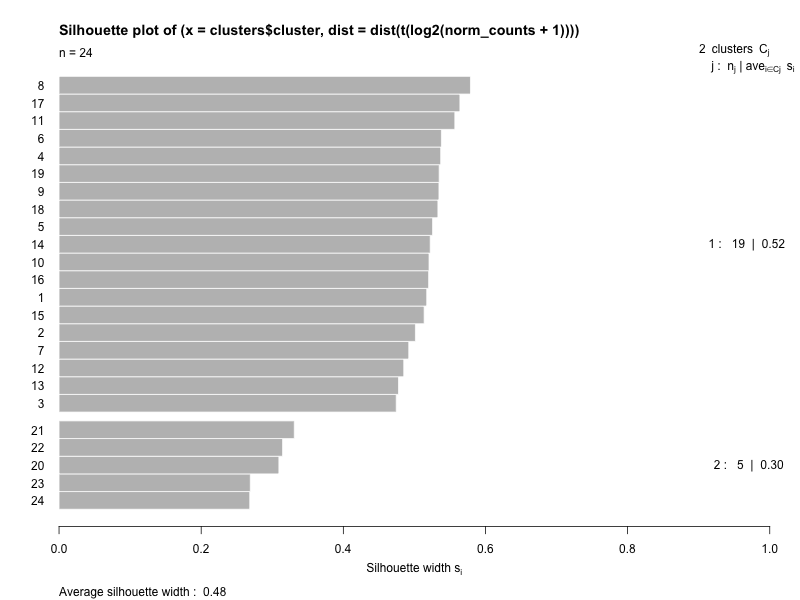 Silhouette plot of (x = clusters$cluster, dist = dist(t(log2(norm_counts + 1))))
n = 24
2 clusters Cj
j : nj | avei∈Cj si
8
17
11
6
4
19
9
18
5
14
1 : 19 | 0.52
10
16
1
15
2
7
12
13
3
21
22
20
2 : 5 | 0.30
23
24
0.0 0.2 0.4 0.6 0.8 1.0
Silhouette width si
Average silhouette width : 0.48